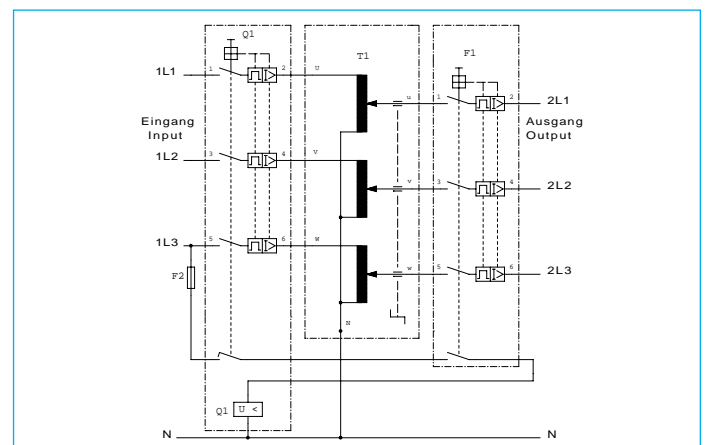 Q1
T1
F1
1L1 1 2 U
u 1 2 2L1
Eingang
Input
Ausgang
Output
1L2 3 4 V
v 3 4 2L2
1L3 5 6 W
w 5 6 2L3
F2
N
Q1 U <
N N